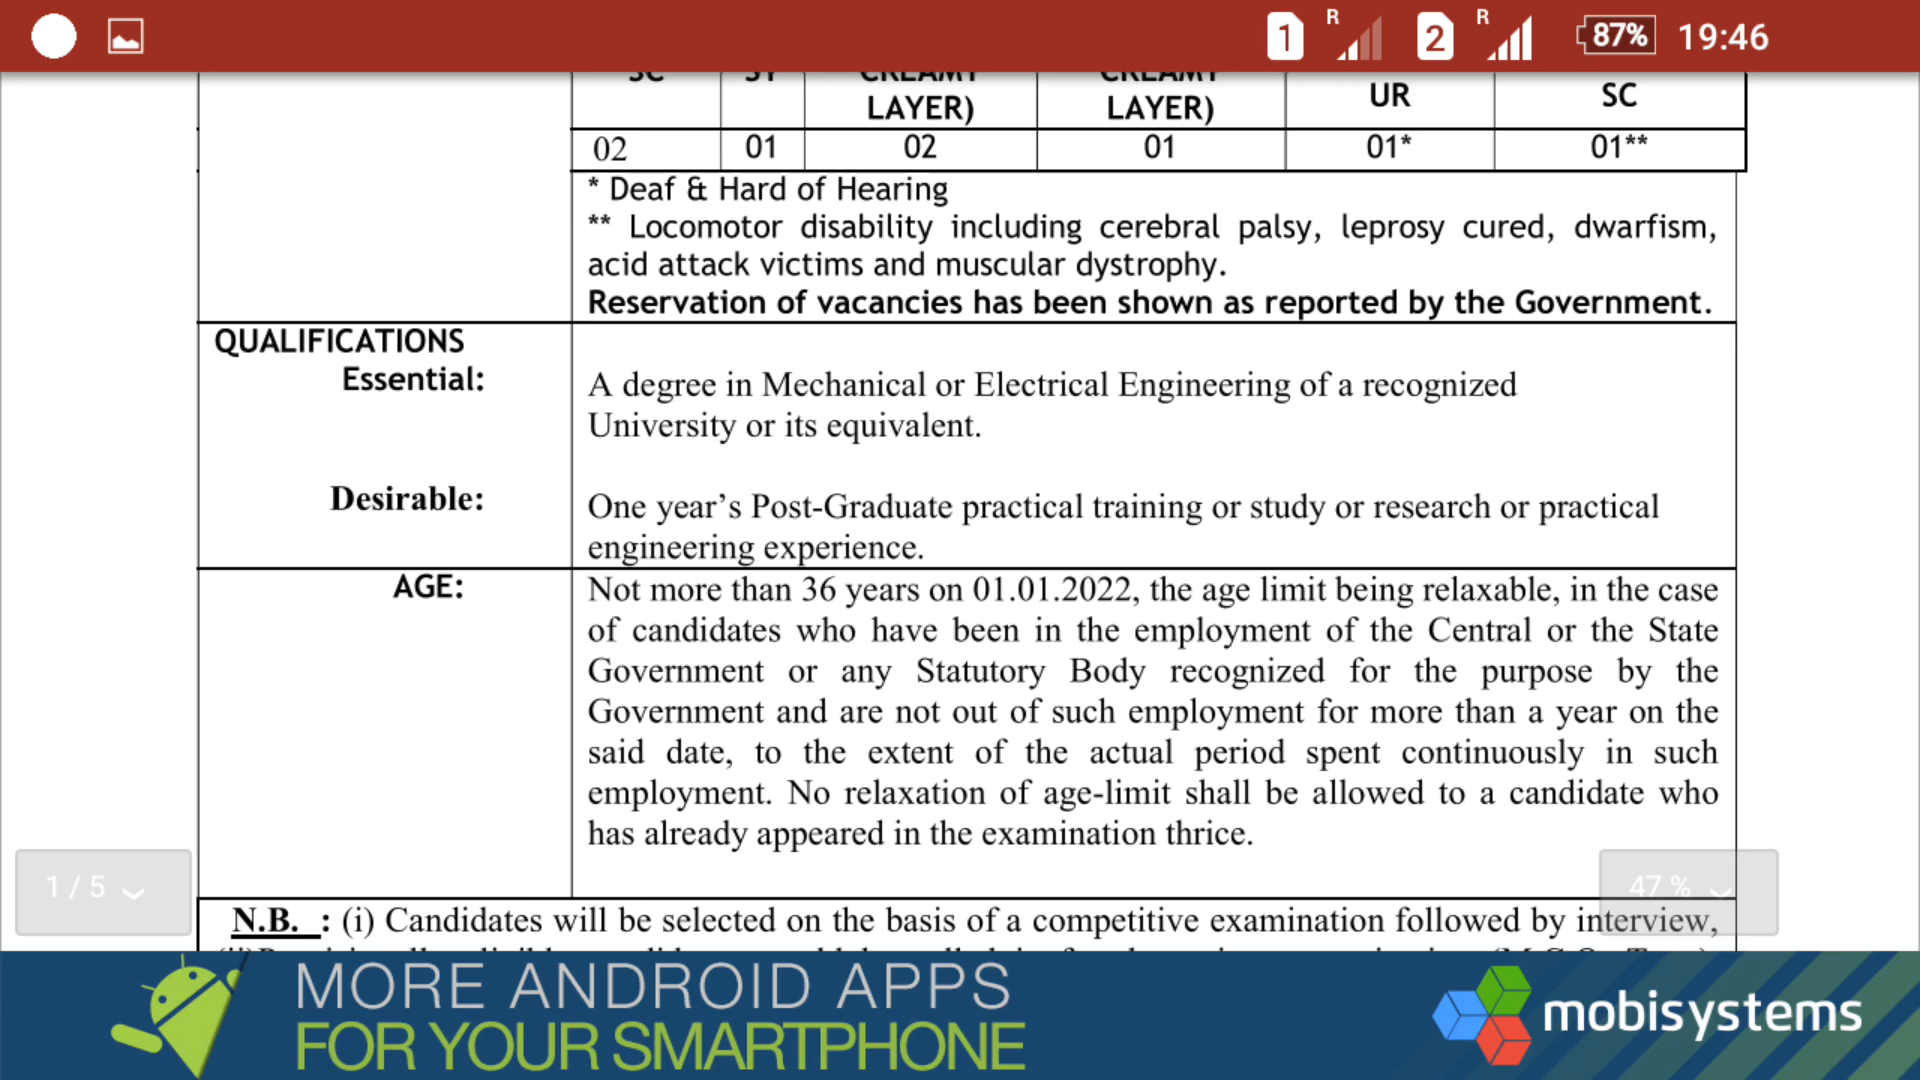 1 R 2 R 87% 19:46
SC ST CREAMY CREAMY
LAYER) LAYER) UR SC
02 01 02 01 01* 01**
* Deaf & Hard of Hearing
** Locomotor disability including cerebral palsy, leprosy cured, dwarfism,
acid attack victims and muscular dystrophy.
Reservation of vacancies has been shown as reported by the Government.
QUALIFICATIONS
Essential:
A degree in Mechanical or Electrical Engineering of a recognized
University or its equivalent.
Desirable:
One year’s Post-Graduate practical training or study or research or practical
engineering experience.
AGE:
Not more than 36 years on 01.01.2022, the age limit being relaxable, in the case
of candidates who have been in the employment of the Central or the State
Government or any Statutory Body recognized for the purpose by the
Government and are not out of such employment for more than a year on the
said date, to the extent of the actual period spent continuously in such
employment. No relaxation of age-limit shall be allowed to a candidate who
has already appeared in the examination thrice.
1 / 5
47 %
N.B. : (i) Candidates will be selected on the basis of a competitive examination followed by interview,
MORE ANDROID APPS
FOR YOUR SMARTPHONE
mobisystems